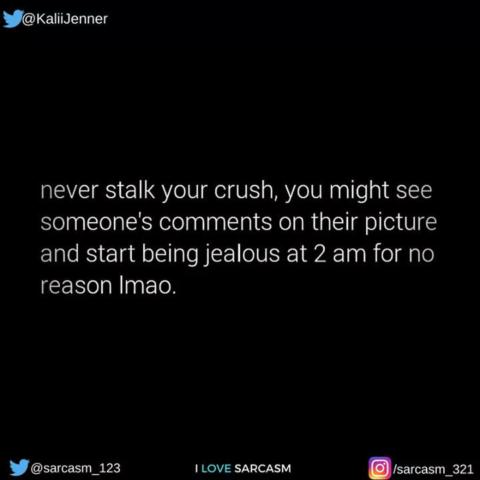 @KaliiJenner
never stalk your crush, you might see
someone's comments on their picture
and start being jealous at 2 am for no
reason lmao.
@sarcasm_123
I LOVE SARCASM
/sarcasm_321